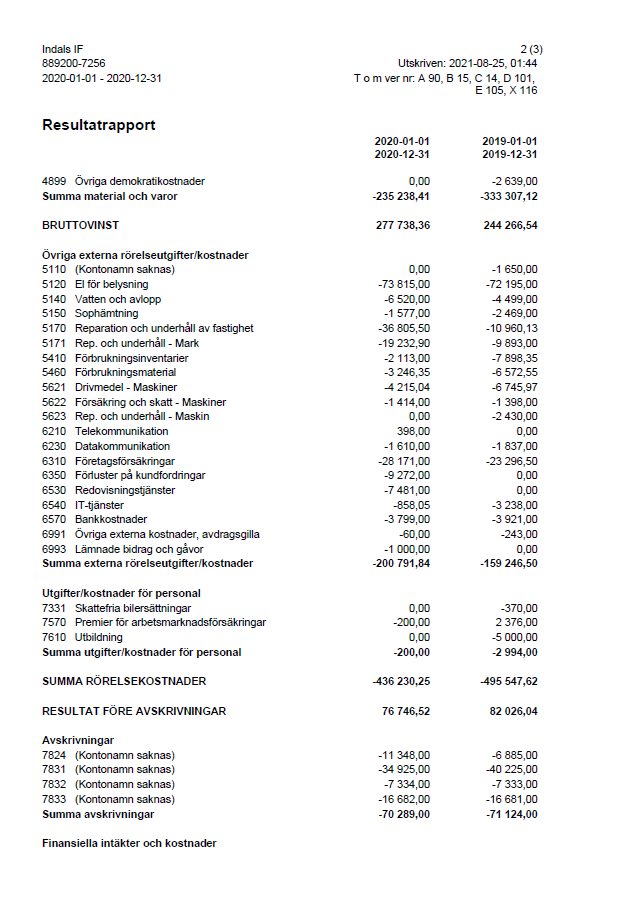 Indals IF 2 (3)
889200-7256 Utskriven: 2021-08-25, 01:44
2020-01-01 - 2020-12-31 T o m ver nr: A 90, B 15, C 14, D 101,
E 105, X 116
Resultatrapport
2020-01-01 2019-01-01
2020-12-31 2019-12-31
4899 Övriga demokratikostnader 0,00 -2 639,00
Summa material och varor -235 238,41 -333 307,12
BRUTTOVINST 277 738,36 244 266,54
Övriga externa rörelseutgifter/kostnader
5110 (Kontonamn saknas) 0,00 -1 650,00
5120 El för belysning -73 815,00 -72 195,00
5140 Vatten och avlopp -6 520,00 -4 499,00
5150 Sophämtning -1 577,00 -2 469,00
5170 Reparation och underhåll av fastighet -36 805,50 -10 960,13
5171 Rep. och underhåll - Mark -19 232,90 -9 893,00
5410 Förbrukningsinventarier -2 113,00 -7 898,35
5460 Förbrukningsmaterial -3 246,35 -6 572,55
5621 Drivmedel - Maskiner -4 215,04 -6 745,97
5622 Försäkring och skatt - Maskiner -1 414,00 -1 398,00
5623 Rep. och underhåll - Maskin 0,00 -2 430,00
6210 Telekommunikation 398,00 0,00
6230 Datakommunikation -1 610,00 -1 837,00
6310 Företagsförsäkringar -28 171,00 -23 296,50
6350 Förluster på kundfordringar -9 272,00 0,00
6530 Redovisningstjänster -7 481,00 0,00
6540 IT-tjänster -858,05 -3 238,00
6570 Bankkostnader -3 799,00 -3 921,00
6991 Övriga externa kostnader, avdragsgilla -60,00 -243,00
6993 Lämnade bidrag och gåvor -1 000,00 0,00
Summa externa rörelseutgifter/kostnader -200 791,84 -159 246,50
Utgifter/kostnader för personal
7331 Skattefria bilersättningar 0,00 -370,00
7570 Premier för arbetsmarknadsförsäkringar -200,00 2 376,00
7610 Utbildning 0,00 -5 000,00
Summa utgifter/kostnader för personal -200,00 -2 994,00
SUMMA RÖRELSEKOSTNADER -436 230,25 -495 547,62
RESULTAT FÖRE AVSKRIVNINGAR 76 746,52 82 026,04
Avskrivningar
7824 (Kontonamn saknas) -11 348,00 -6 885,00
7831 (Kontonamn saknas) -34 925,00 -40 225,00
7832 (Kontonamn saknas) -7 334,00 -7 333,00
7833 (Kontonamn saknas) -16 682,00 -16 681,00
Summa avskrivningar -70 289,00 -71 124,00
Finansiella intäkter och kostnader